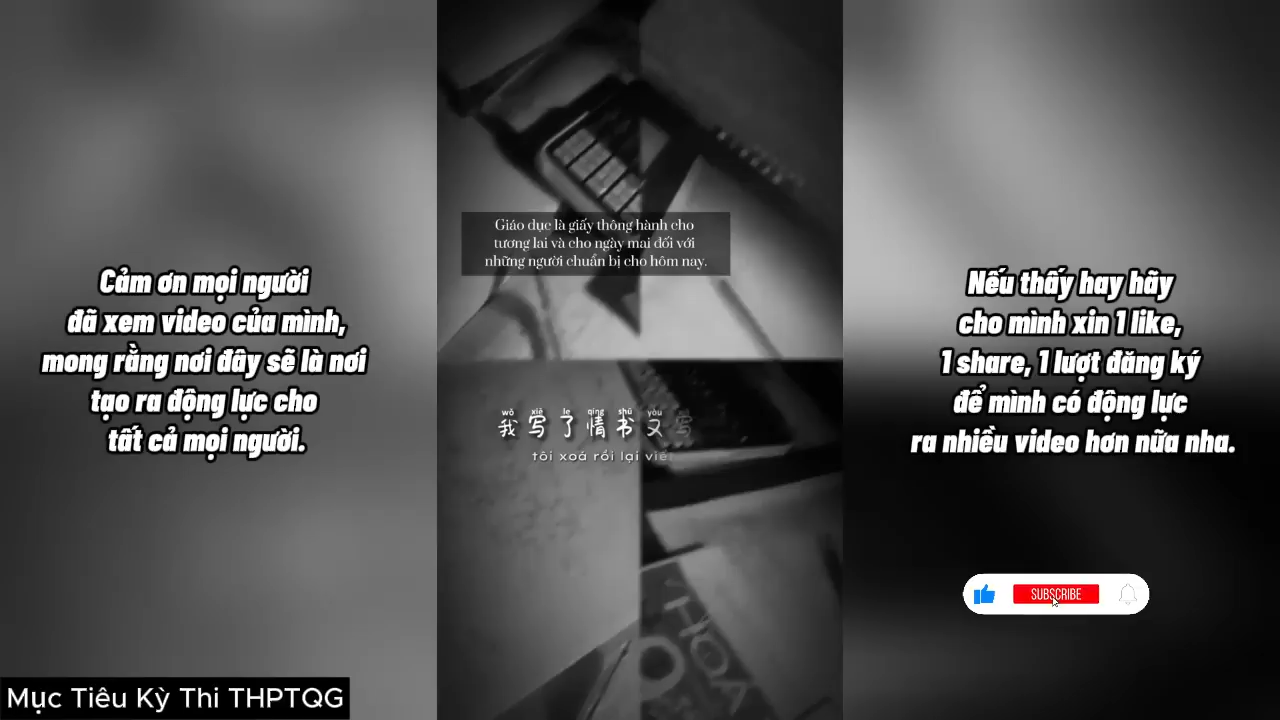 Cảm ơn mọi người
đã xem video của mình,
mong rằng nơi đây sẽ là nơi
tạo ra động lực cho
tất cả mọi người.
Giáo dục là giấy thông hành cho
tương lai và cho ngày mai đối với
những người chuẩn bị cho hôm nay.
wǒ xiě le qíng shū yòu
我写了情书又写
tôi xoá rồi lại viế
HOA
Nếu thấy hay hãy
cho mình xin 1 like,
1 share, 1 lượt đăng ký
để mình có động lực
ra nhiều video hơn nữa nha.
SUBSCRIBE
Mục Tiêu Kỳ Thi THPTQG